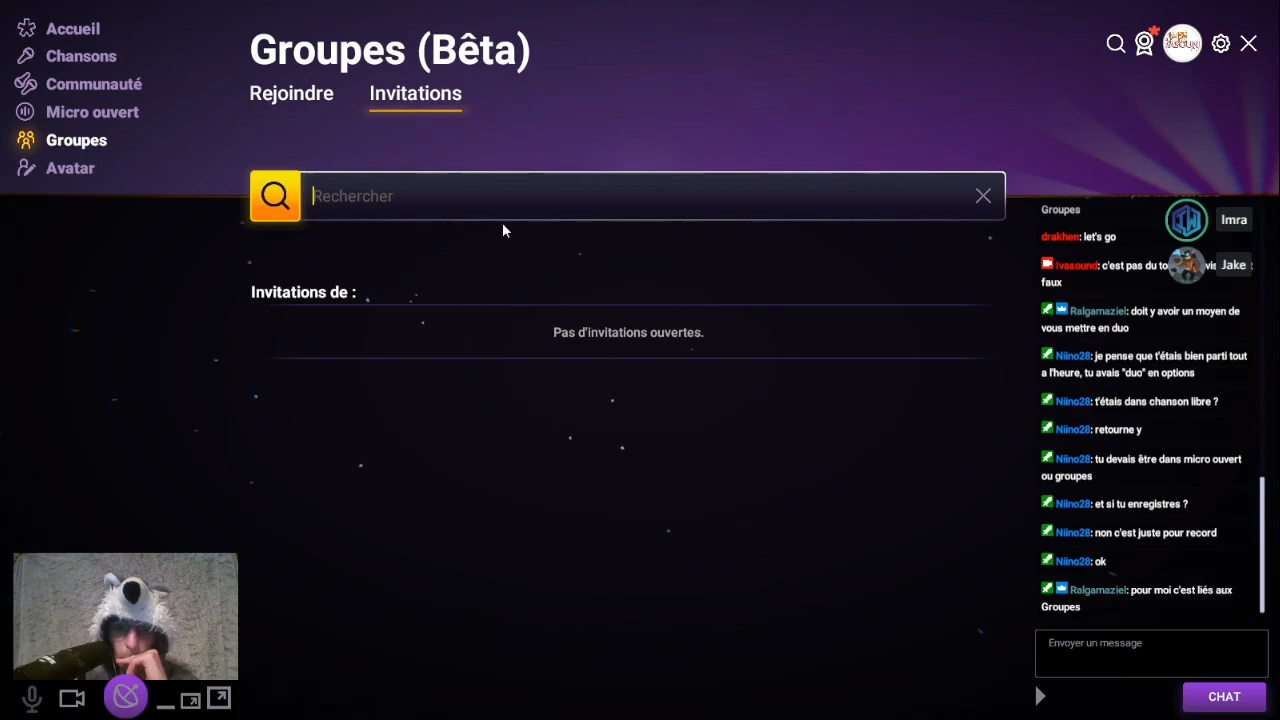 Accueil
Chansons
Communauté
Micro ouvert
Groupes
Avatar
Groupes (Bêta)
Rejoindre
Invitations
Rechercher
Invitations de :
Pas d'invitations ouvertes.
Groupes
Imra
drakhen: let's go
Ivasound: c'est pas du
Jake
faux
Ralgamaziel: doit y avoir un moyen de
vous mettre en duo
Niino28: je pense que t'étais bien parti tout
a l'heure, tu avais "duo" en options
Niino28: t'étais dans chanson libre ?
Niino28: retourne y
Niino28: tu devais être dans micro ouvert
ou groupes
Niino28: et si tu enregistres ?
Niino28: non c'est juste pour record
Niino28: ok
Ralgamaziel: pour moi c'est liés aux
Groupes
Envoyer un message
CHAT